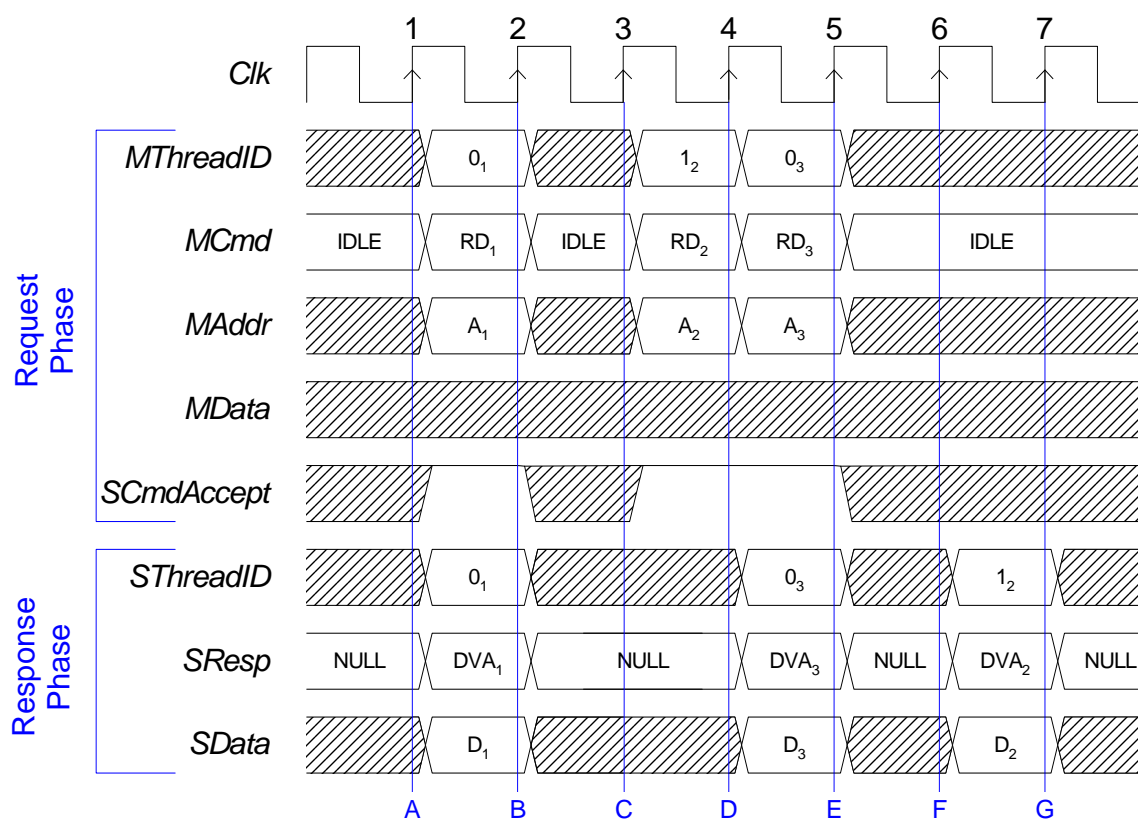 1 2 3 4 5 6 7
Clk
Request Phase
MThreadID 0₁ 1₂ 0₃
MCmd IDLE RD₁ IDLE RD₂ RD₃ IDLE
MAddr A₁ A₂ A₃
MData
SCmdAccept
Response Phase
SThreadID 0₁ 0₃ 1₂
SResp NULL DVA₁ NULL DVA₃ NULL DVA₂ NULL
SData D₁ D₃ D₂
A B C D E F G